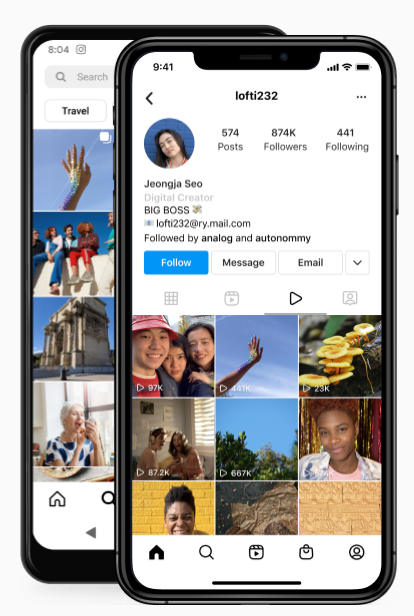 8:04
Search
Travel
9:41
lofti232
574 874K 441
Posts Followers Following
Jeongja Seo
Digital Creator
BIG BOSS 💸
📧 lofti232@ry.mail.com
Followed by analog and autonommy
Follow Message Email
97K 441K 23K
87.2K 667K